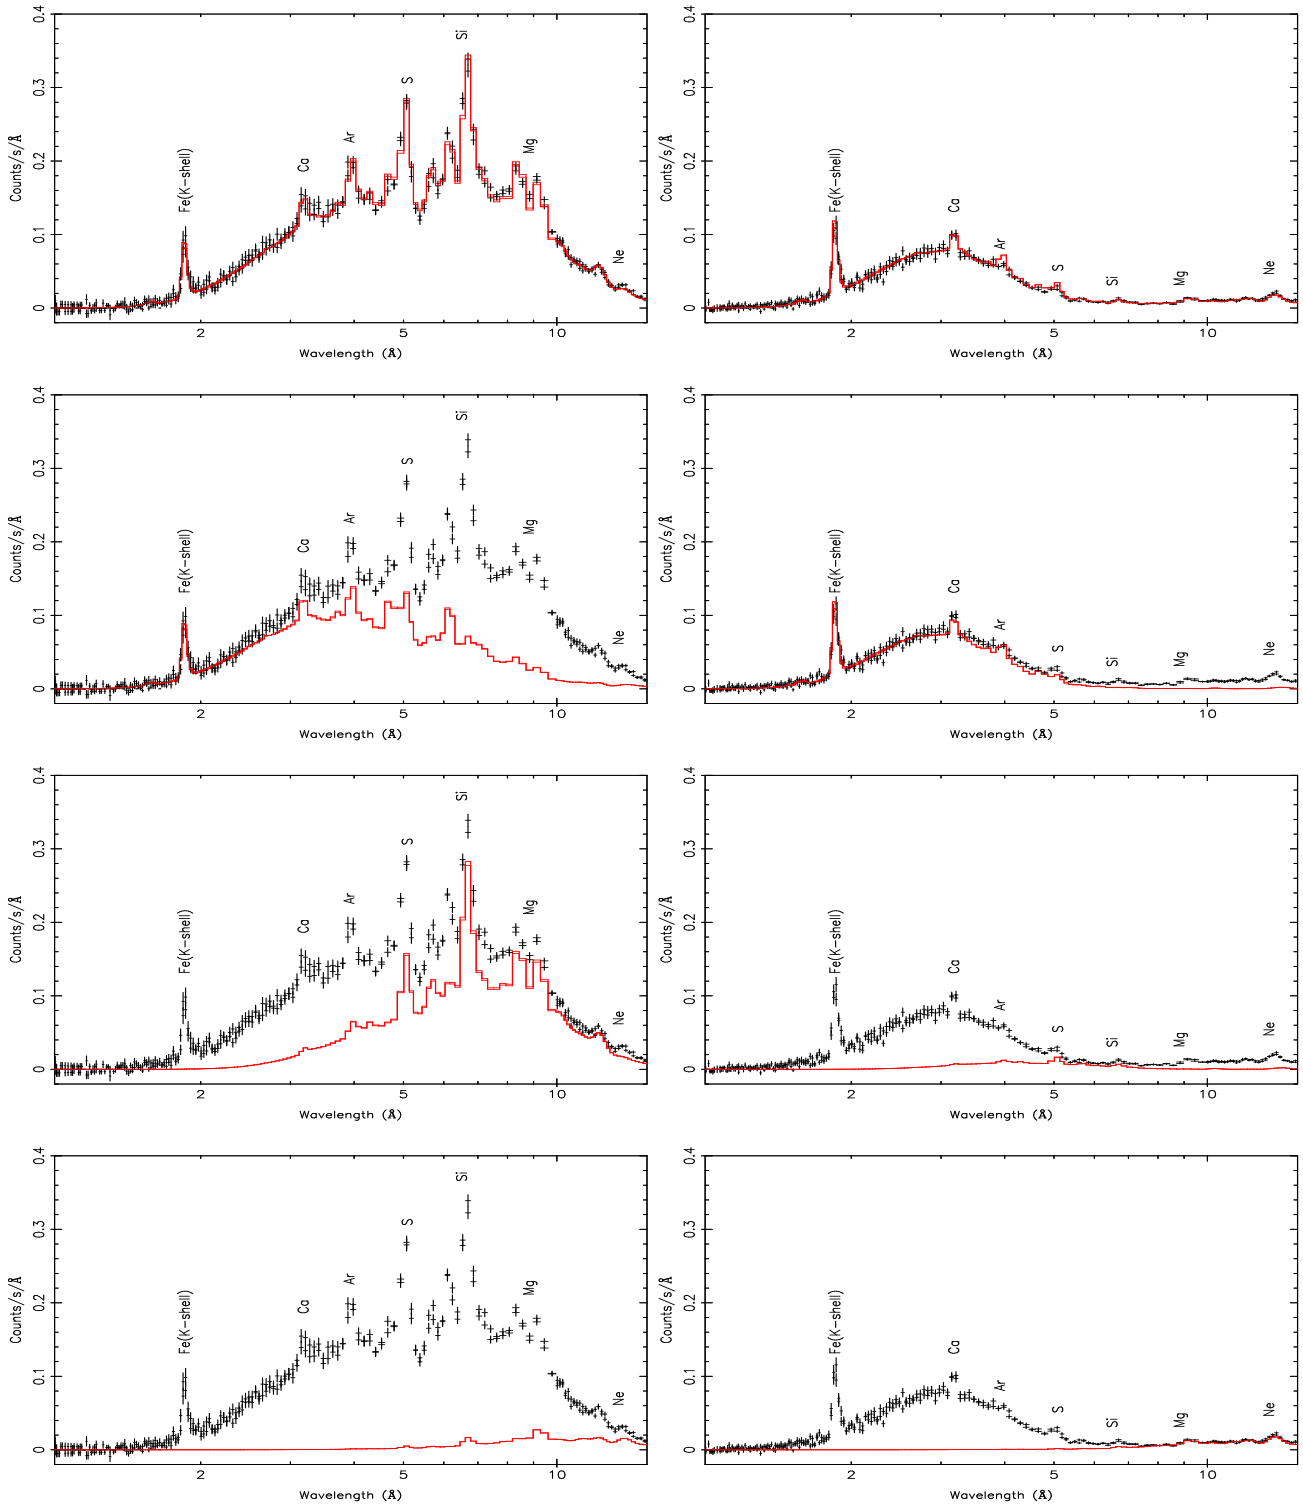 0.4
0.3
0.2
0.1
0
Counts/s/Å
Fe(K−shell)
Ca
Ar
S
Si
Mg
Ne
2
5
10
Wavelength (Å)
0.4
0.3
0.2
0.1
0
Counts/s/Å
Fe(K−shell)
Ca
Ar
S
Si
Mg
Ne
2
5
10
Wavelength (Å)
0.4
0.3
0.2
0.1
0
Counts/s/Å
Fe(K−shell)
Ca
Ar
S
Si
Mg
Ne
2
5
10
Wavelength (Å)
0.4
0.3
0.2
0.1
0
Counts/s/Å
Fe(K−shell)
Ca
Ar
S
Si
Mg
Ne
2
5
10
Wavelength (Å)
0.4
0.3
0.2
0.1
0
Counts/s/Å
Fe(K−shell)
Ca
Ar
S
Si
Mg
Ne
2
5
10
Wavelength (Å)
0.4
0.3
0.2
0.1
0
Counts/s/Å
Fe(K−shell)
Ca
Ar
S
Si
Mg
Ne
2
5
10
Wavelength (Å)
0.4
0.3
0.2
0.1
0
Counts/s/Å
Fe(K−shell)
Ca
Ar
S
Si
Mg
Ne
2
5
10
Wavelength (Å)
0.4
0.3
0.2
0.1
0
Counts/s/Å
Fe(K−shell)
Ca
Ar
S
Si
Mg
Ne
2
5
10
Wavelength (Å)